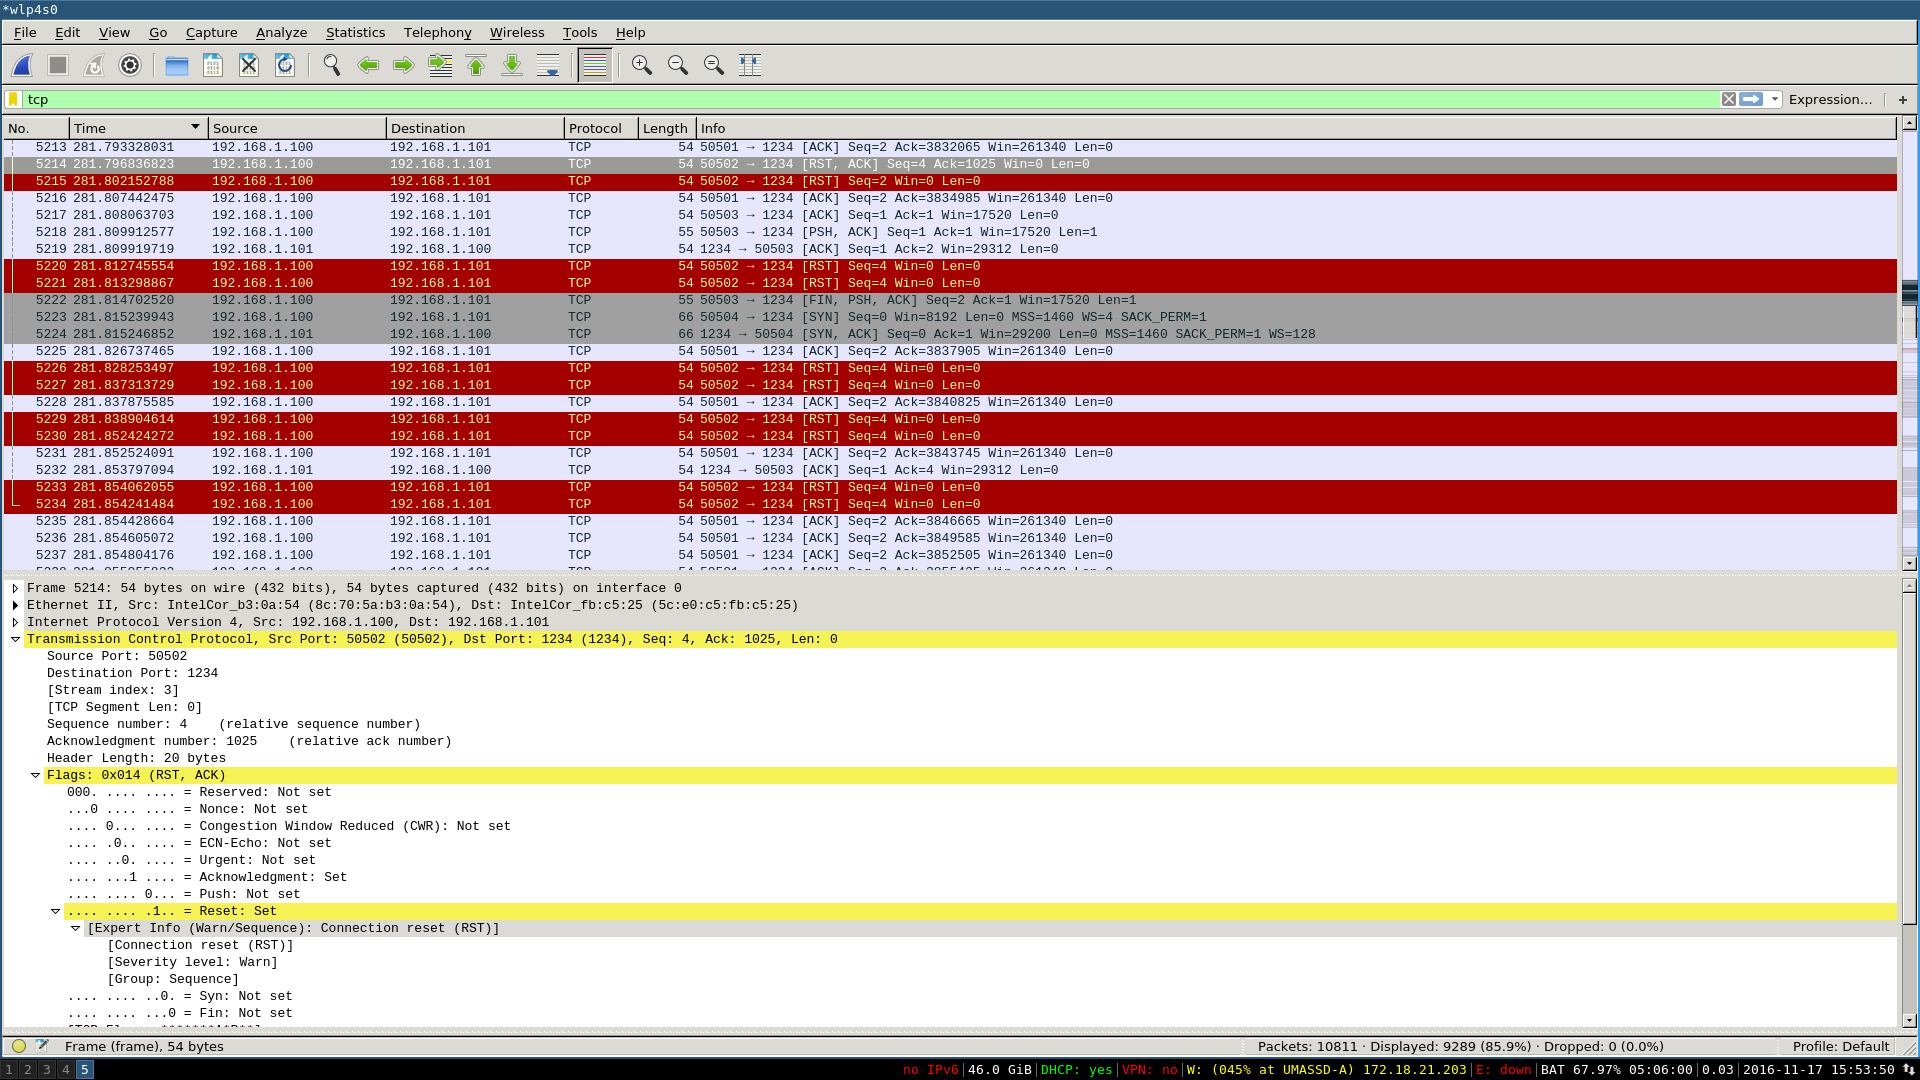 *wlp4s0
File Edit View Go Capture Analyze Statistics Telephony Wireless Tools Help
tcp Expression… +
No. Time Source Destination Protocol Length Info
5213 281.793328031 192.168.1.100 192.168.1.101 TCP 54 50501 → 1234 [ACK] Seq=2 Ack=3832065 Win=261340 Len=0
5214 281.796836823 192.168.1.100 192.168.1.101 TCP 54 50502 → 1234 [RST, ACK] Seq=4 Ack=1025 Win=0 Len=0
5215 281.802152788 192.168.1.100 192.168.1.101 TCP 54 50502 → 1234 [RST] Seq=2 Win=0 Len=0
5216 281.807442475 192.168.1.100 192.168.1.101 TCP 54 50501 → 1234 [ACK] Seq=2 Ack=3834985 Win=261340 Len=0
5217 281.808063703 192.168.1.100 192.168.1.101 TCP 54 50503 → 1234 [ACK] Seq=1 Ack=1 Win=17520 Len=0
5218 281.809912577 192.168.1.100 192.168.1.101 TCP 55 50503 → 1234 [PSH, ACK] Seq=1 Ack=1 Win=17520 Len=1
5219 281.809919719 192.168.1.101 192.168.1.100 TCP 54 1234 → 50503 [ACK] Seq=1 Ack=2 Win=29312 Len=0
5220 281.812745554 192.168.1.100 192.168.1.101 TCP 54 50502 → 1234 [RST] Seq=4 Win=0 Len=0
5221 281.813298867 192.168.1.100 192.168.1.101 TCP 54 50502 → 1234 [RST] Seq=4 Win=0 Len=0
5222 281.814702520 192.168.1.100 192.168.1.101 TCP 55 50503 → 1234 [FIN, PSH, ACK] Seq=2 Ack=1 Win=17520 Len=1
5223 281.815239943 192.168.1.100 192.168.1.101 TCP 66 50504 → 1234 [SYN] Seq=0 Win=8192 Len=0 MSS=1460 WS=4 SACK_PERM=1
5224 281.815246852 192.168.1.101 192.168.1.100 TCP 66 1234 → 50504 [SYN, ACK] Seq=0 Ack=1 Win=29200 Len=0 MSS=1460 SACK_PERM=1 WS=128
5225 281.826737465 192.168.1.100 192.168.1.101 TCP 54 50501 → 1234 [ACK] Seq=2 Ack=3837905 Win=261340 Len=0
5226 281.828253497 192.168.1.100 192.168.1.101 TCP 54 50502 → 1234 [RST] Seq=4 Win=0 Len=0
5227 281.837313729 192.168.1.100 192.168.1.101 TCP 54 50502 → 1234 [RST] Seq=4 Win=0 Len=0
5228 281.837875585 192.168.1.100 192.168.1.101 TCP 54 50501 → 1234 [ACK] Seq=2 Ack=3840825 Win=261340 Len=0
5229 281.838904614 192.168.1.100 192.168.1.101 TCP 54 50502 → 1234 [RST] Seq=4 Win=0 Len=0
5230 281.852424272 192.168.1.100 192.168.1.101 TCP 54 50502 → 1234 [RST] Seq=4 Win=0 Len=0
5231 281.852524091 192.168.1.100 192.168.1.101 TCP 54 50501 → 1234 [ACK] Seq=2 Ack=3843745 Win=261340 Len=0
5232 281.853797094 192.168.1.101 192.168.1.100 TCP 54 1234 → 50503 [ACK] Seq=1 Ack=4 Win=29312 Len=0
5233 281.854062055 192.168.1.100 192.168.1.101 TCP 54 50502 → 1234 [RST] Seq=4 Win=0 Len=0
5234 281.854241484 192.168.1.100 192.168.1.101 TCP 54 50502 → 1234 [RST] Seq=4 Win=0 Len=0
5235 281.854428664 192.168.1.100 192.168.1.101 TCP 54 50501 → 1234 [ACK] Seq=2 Ack=3846665 Win=261340 Len=0
5236 281.854605072 192.168.1.100 192.168.1.101 TCP 54 50501 → 1234 [ACK] Seq=2 Ack=3849585 Win=261340 Len=0
5237 281.854804176 192.168.1.100 192.168.1.101 TCP 54 50501 → 1234 [ACK] Seq=2 Ack=3852505 Win=261340 Len=0
Frame 5214: 54 bytes on wire (432 bits), 54 bytes captured (432 bits) on interface 0
Ethernet II, Src: IntelCor_b3:0a:54 (8c:70:5a:b3:0a:54), Dst: IntelCor_fb:c5:25 (5c:e0:c5:fb:c5:25)
Internet Protocol Version 4, Src: 192.168.1.100, Dst: 192.168.1.101
Transmission Control Protocol, Src Port: 50502 (50502), Dst Port: 1234 (1234), Seq: 4, Ack: 1025, Len: 0
Source Port: 50502
Destination Port: 1234
[Stream index: 3]
[TCP Segment Len: 0]
Sequence number: 4 (relative sequence number)
Acknowledgment number: 1025 (relative ack number)
Header Length: 20 bytes
Flags: 0x014 (RST, ACK)
000. .... .... = Reserved: Not set
...0 .... .... = Nonce: Not set
.... 0... .... = Congestion Window Reduced (CWR): Not set
.... .0.. .... = ECN-Echo: Not set
.... ..0. .... = Urgent: Not set
.... ...1 .... = Acknowledgment: Set
.... .... 0... = Push: Not set
.... .... .1.. = Reset: Set
[Expert Info (Warn/Sequence): Connection reset (RST)]
[Connection reset (RST)]
[Severity level: Warn]
[Group: Sequence]
.... .... ..0. = Syn: Not set
.... .... ...0 = Fin: Not set
Frame (frame), 54 bytes Packets: 10811 · Displayed: 9289 (85.9%) · Dropped: 0 (0.0%) Profile: Default
1 2 3 4 5 no IPv6|46.0 GiB|DHCP: yes|VPN: no|W: (045% at UMASSD-A) 172.18.21.203|E: down|BAT 67.97% 05:06:00|0.03|2016-11-17 15:53:50